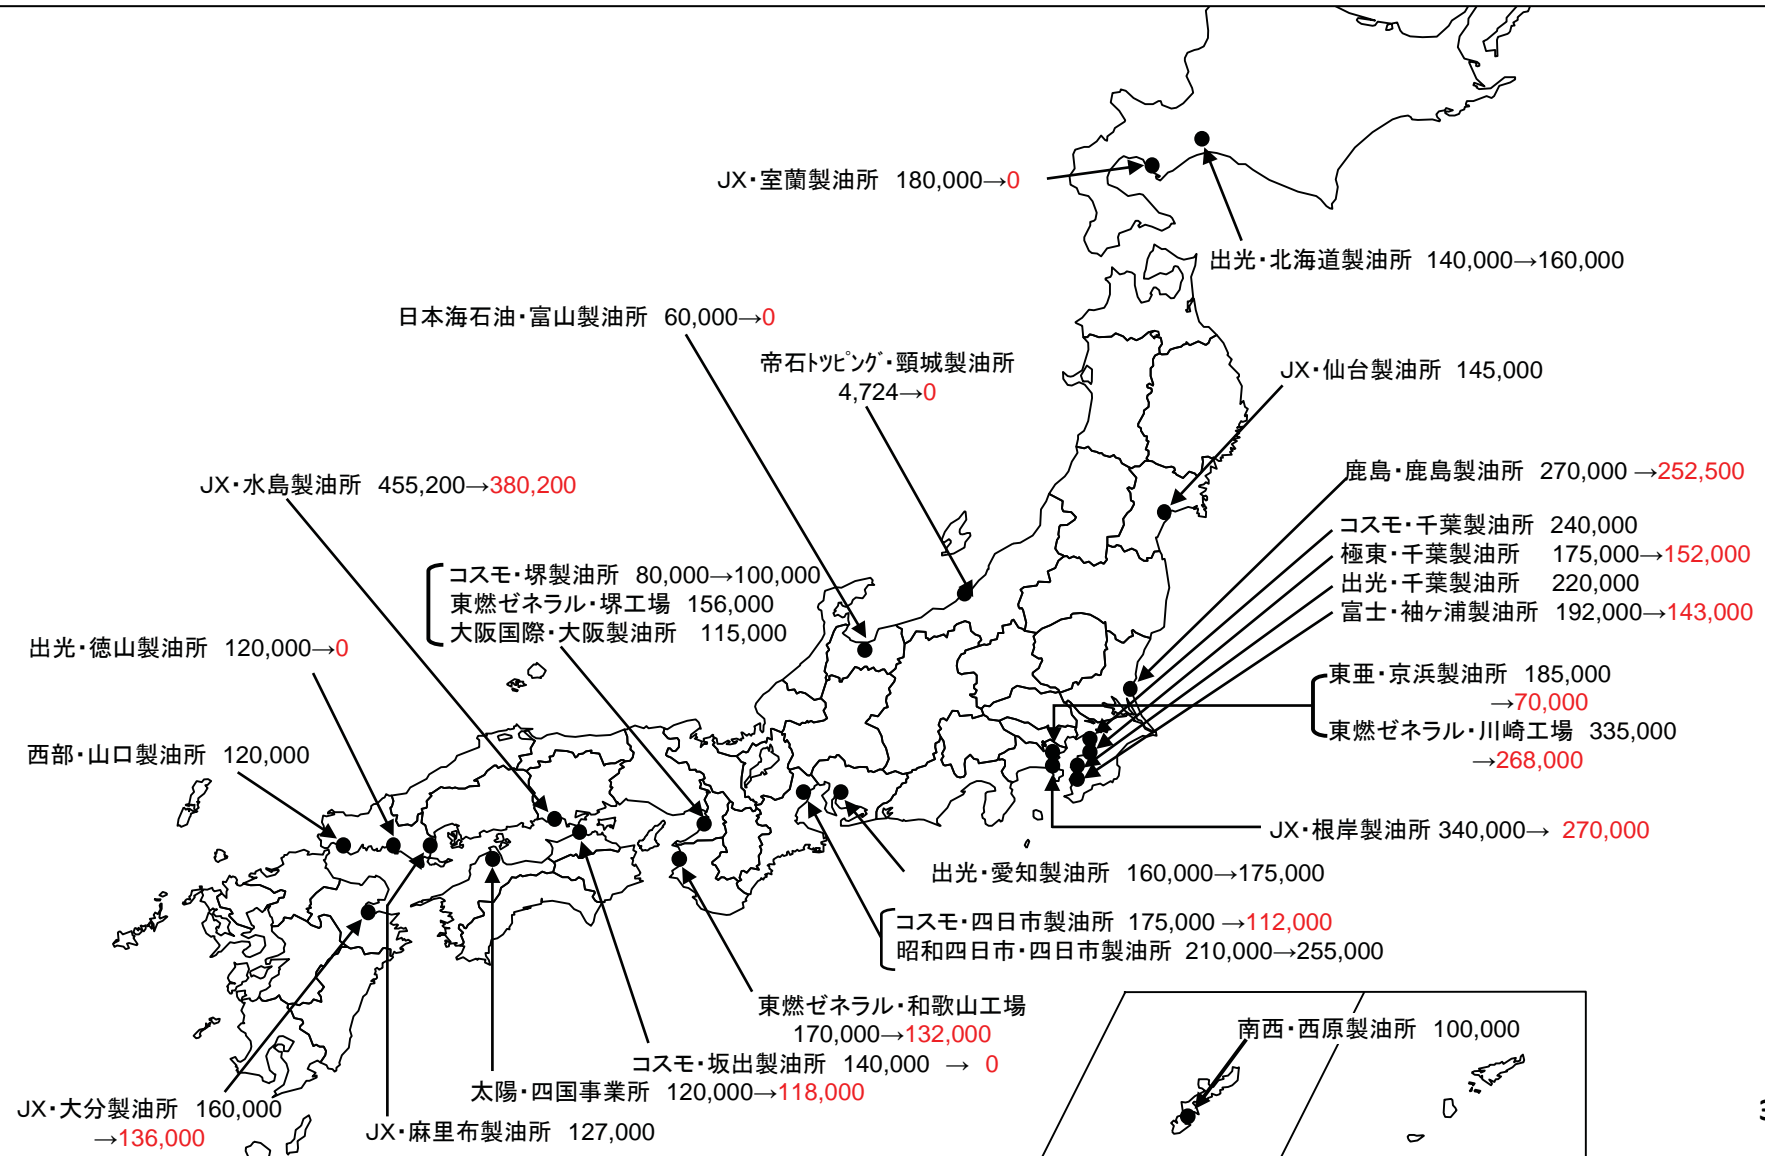 JX・室蘭製油所 180,000→0
出光・北海道製油所 140,000→160,000
日本海石油・富山製油所 60,000→0
帝石ﾄｯﾋﾟﾝｸﾞ・頸城製油所
4,724→0
JX・仙台製油所 145,000
JX・水島製油所 455,200→380,200
鹿島・鹿島製油所 270,000 →252,500
コスモ・千葉製油所 240,000
極東・千葉製油所 175,000→152,000
出光・千葉製油所 220,000
富士・袖ヶ浦製油所 192,000→143,000
コスモ・堺製油所 80,000→100,000
東燃ゼネラル・堺工場 156,000
大阪国際・大阪製油所 115,000
出光・徳山製油所 120,000→0
東亜・京浜製油所 185,000
→70,000
東燃ゼネラル・川崎工場 335,000
→268,000
西部・山口製油所 120,000
JX・根岸製油所 340,000→ 270,000
出光・愛知製油所 160,000→175,000
コスモ・四日市製油所 175,000 →112,000
昭和四日市・四日市製油所 210,000→255,000
東燃ゼネラル・和歌山工場
170,000→132,000
コスモ・坂出製油所 140,000 → 0
太陽・四国事業所 120,000→118,000
JX・麻里布製油所 127,000
JX・大分製油所 160,000
→136,000
南西・西原製油所 100,000